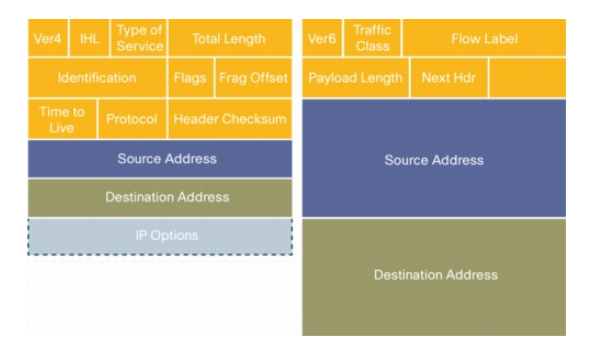 Ver4 IHL Type of Service Total Length
Identification Flags Frag Offset
Time to Live Protocol Header Checksum
Source Address
Destination Address
IP Options
Ver6 Traffic Class Flow Label
Payload Length Next Hdr
Source Address
Destination Address